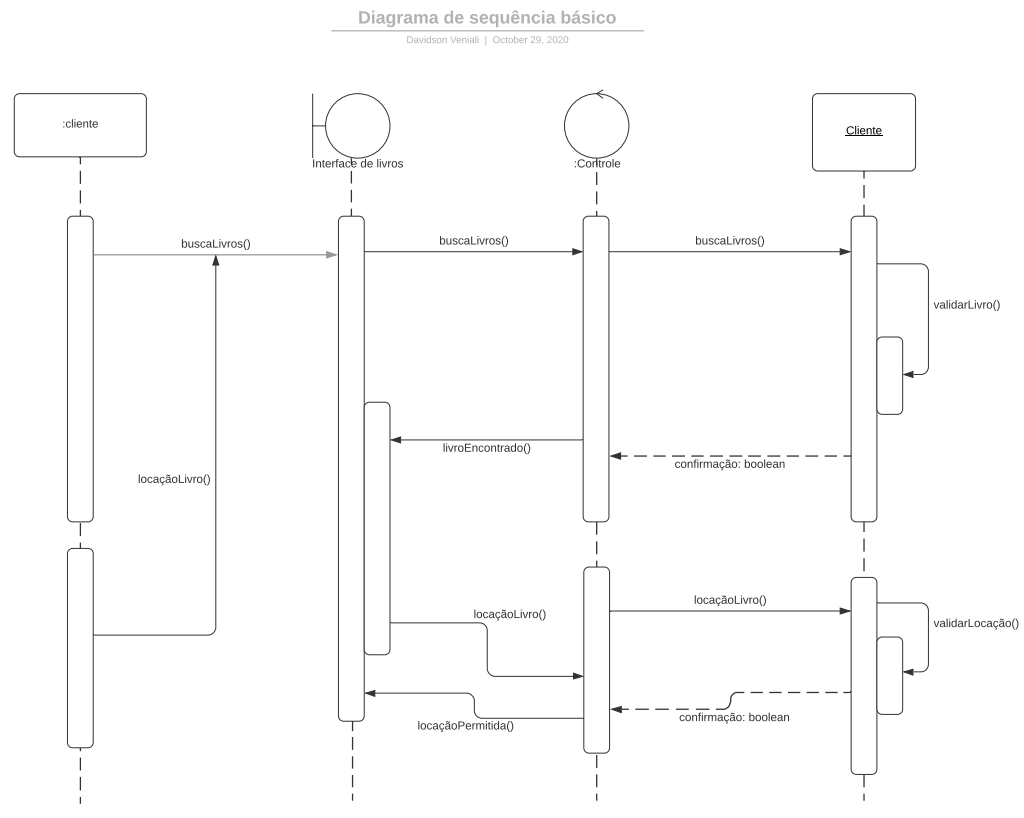 Diagrama de sequência básico
Davidson Veniali | October 29, 2020
:cliente
Interface de livros
:Controle
Cliente
buscaLivros()
buscaLivros()
buscaLivros()
validarLivro()
livroEncontrado()
confirmação: boolean
locaçãoLivro()
locaçãoLivro()
locaçãoLivro()
validarLocação()
locaçãoPermitida()
confirmação: boolean